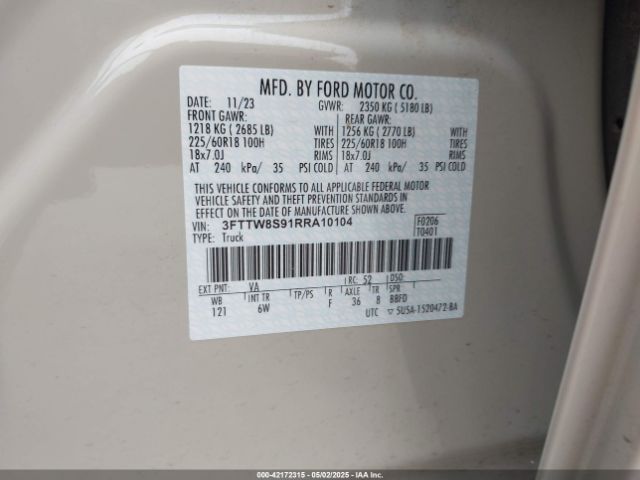 MFD. BY FORD MOTOR CO.
DATE: 11/23 GVWR: 2350 KG ( 5180 LB)
FRONT GAWR: REAR GAWR:
1218 KG ( 2685 LB) WITH 1256 KG ( 2770 LB) WITH
225/60R18 100H TIRES 225/60R18 100H TIRES
18x7.0J RIMS 18x7.0J RIMS
AT 240 kPa/ 35 PSI COLD AT 240 kPa/ 35 PSI COLD
THIS VEHICLE CONFORMS TO ALL APPLICABLE FEDERAL MOTOR
VEHICLE SAFETY AND THEFT PREVENTION STANDARDS IN
EFFECT ON THE DATE OF MANUFACTURE SHOWN ABOVE.
VIN: 3FTTW8S91RRA10104 F0206
TYPE: Truck T0401
EXT PNT: VA RC: 52 DSO:
WB INT TR TP/PS R AXLE TR SPR
121 6W F 36 8 BBFD
UTC ▽ 5U5A-1520472-BA
000-42172315 - 05/02/2025 - IAA Holdings, LLC.